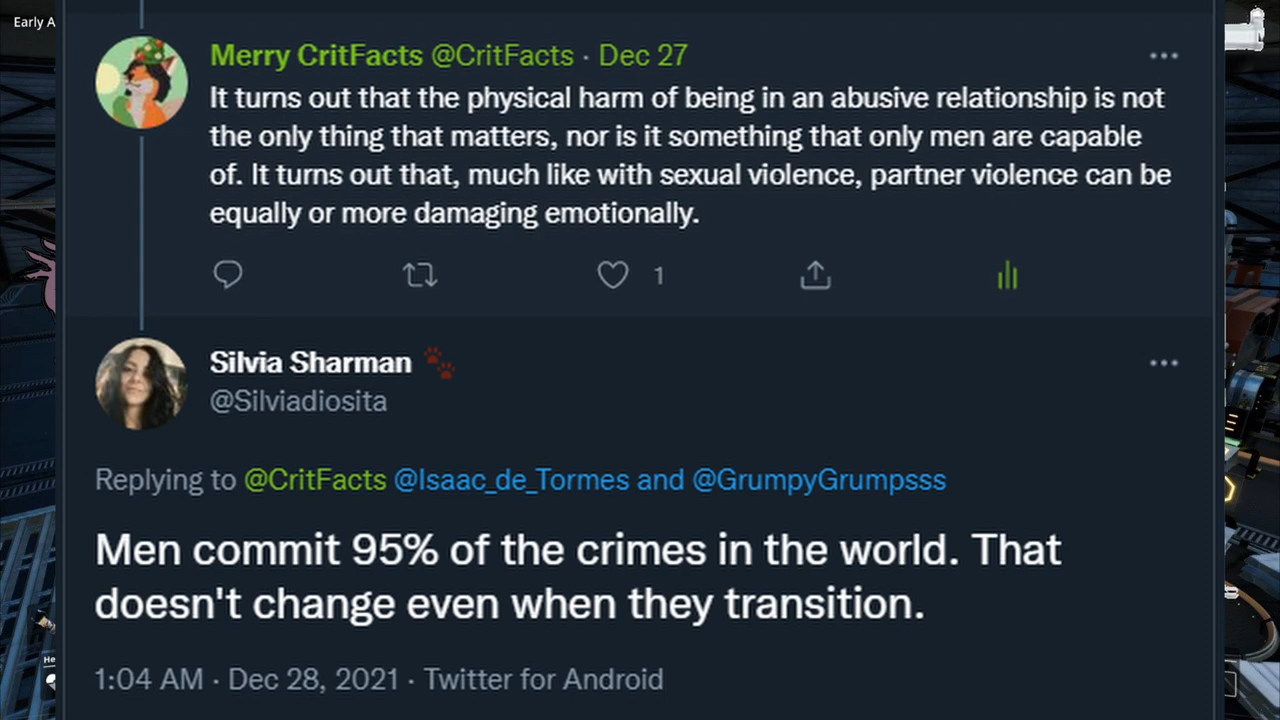 Early A
Merry CritFacts @CritFacts · Dec 27
It turns out that the physical harm of being in an abusive relationship is not
the only thing that matters, nor is it something that only men are capable
of. It turns out that, much like with sexual violence, partner violence can be
equally or more damaging emotionally.
1
Silvia Sharman
@Silviadiosita
Replying to @CritFacts @Isaac_de_Tormes and @GrumpyGrumpsss
Men commit 95% of the crimes in the world. That
doesn't change even when they transition.
1:04 AM · Dec 28, 2021 · Twitter for Android
He